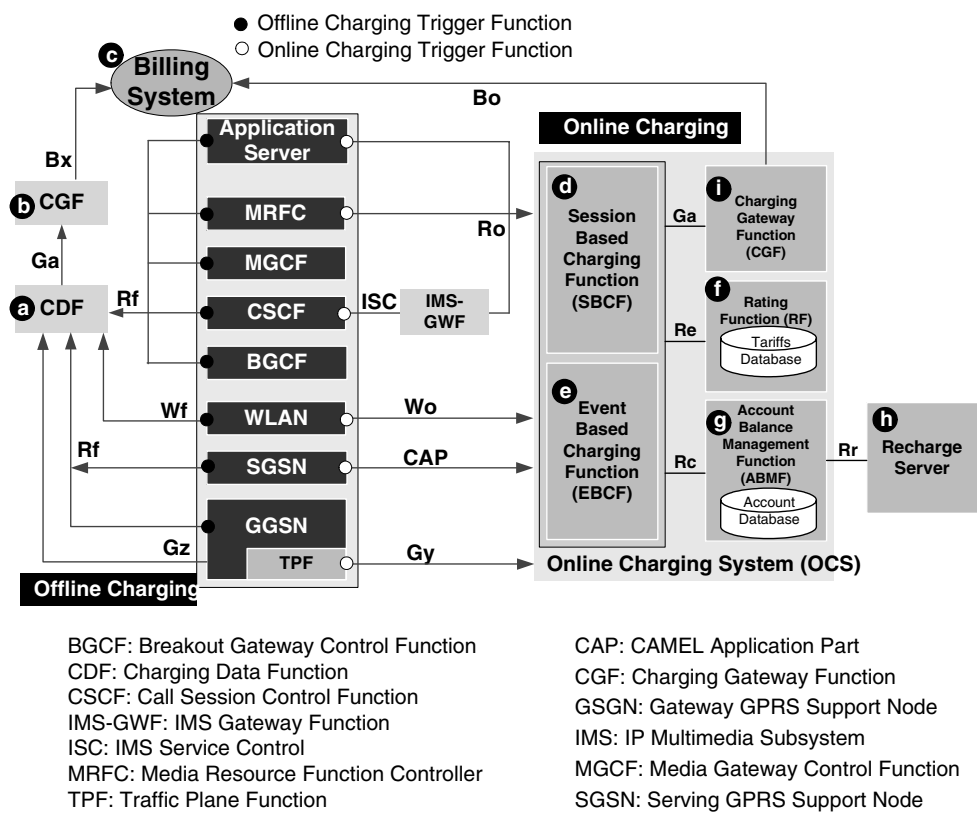 Offline Charging Trigger Function
Online Charging Trigger Function
c
Billing
System
Bo
Bx
b
CGF
Ga
a
CDF
Rf
Wf
Rf
Gz
Offline Charging
Application
Server
MRFC
MGCF
CSCF
BGCF
WLAN
SGSN
GGSN
TPF
Ro
ISC
IMS-
GWF
Wo
CAP
Gy
Online Charging
d
Session
Based
Charging
Function
(SBCF)
e
Event
Based
Charging
Function
(EBCF)
Ga
Re
Rc
i
Charging
Gateway
Function
(CGF)
f
Rating
Function (RF)
Tariffs
Database
g
Account
Balance
Management
Function
(ABMF)
Account
Database
Rr
h
Recharge
Server
Online Charging System (OCS)
BGCF: Breakout Gateway Control Function
CDF: Charging Data Function
CSCF: Call Session Control Function
IMS-GWF: IMS Gateway Function
ISC: IMS Service Control
MRFC: Media Resource Function Controller
TPF: Traffic Plane Function
CAP: CAMEL Application Part
CGF: Charging Gateway Function
GSGN: Gateway GPRS Support Node
IMS: IP Multimedia Subsystem
MGCF: Media Gateway Control Function
SGSN: Serving GPRS Support Node